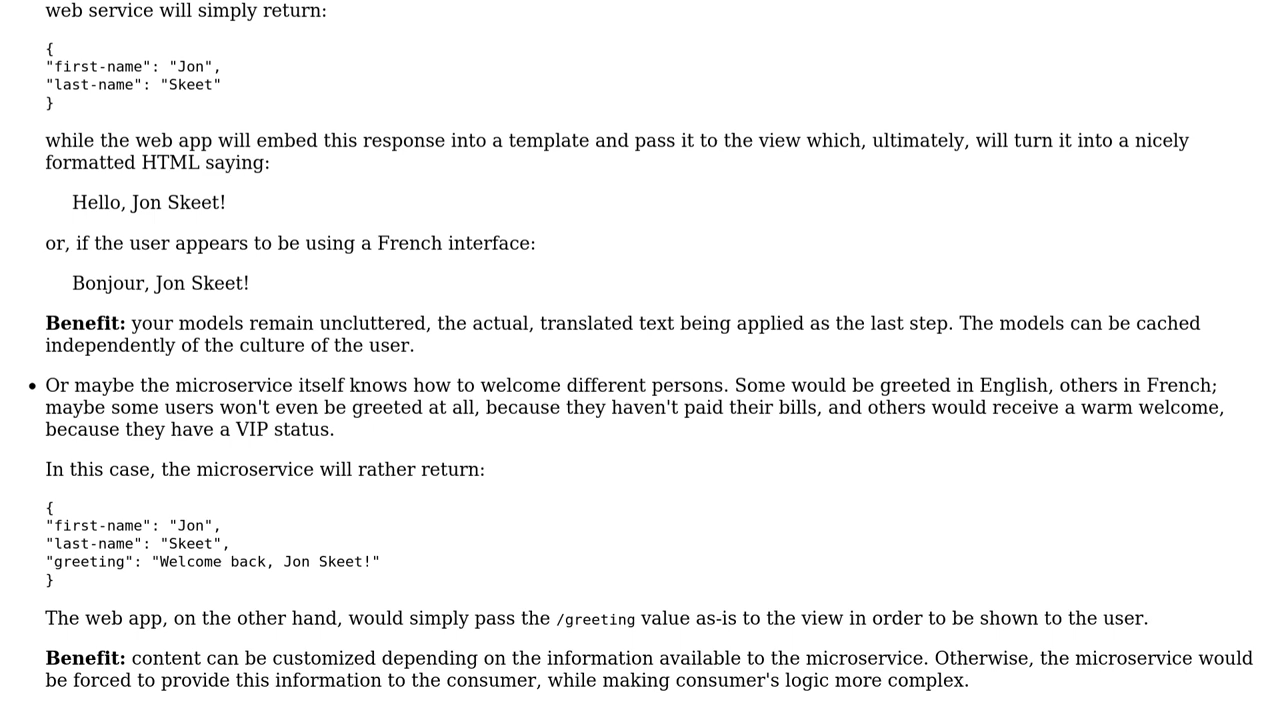 web service will simply return:
{
"first-name": "Jon",
"last-name": "Skeet"
}
while the web app will embed this response into a template and pass it to the view which, ultimately, will turn it into a nicely
formatted HTML saying:
Hello, Jon Skeet!
or, if the user appears to be using a French interface:
Bonjour, Jon Skeet!
Benefit: your models remain uncluttered, the actual, translated text being applied as the last step. The models can be cached
independently of the culture of the user.
• Or maybe the microservice itself knows how to welcome different persons. Some would be greeted in English, others in French;
maybe some users won't even be greeted at all, because they haven't paid their bills, and others would receive a warm welcome,
because they have a VIP status.
In this case, the microservice will rather return:
{
"first-name": "Jon",
"last-name": "Skeet",
"greeting": "Welcome back, Jon Skeet!"
}
The web app, on the other hand, would simply pass the /greeting value as-is to the view in order to be shown to the user.
Benefit: content can be customized depending on the information available to the microservice. Otherwise, the microservice would
be forced to provide this information to the consumer, while making consumer's logic more complex.